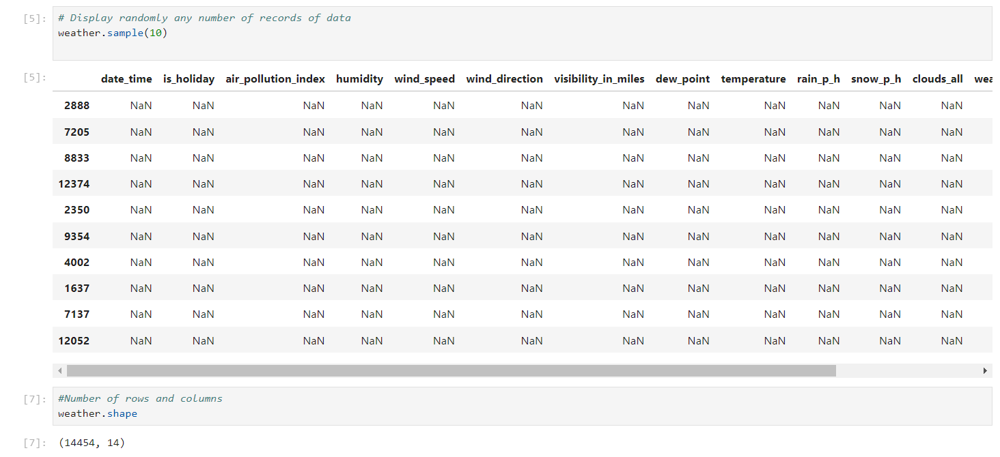 [5]: # Display randomly any number of records of data
weather.sample(10)
[5]: date_time is_holiday air_pollution_index humidity wind_speed wind_direction visibility_in_miles dew_point temperature rain_p_h snow_p_h clouds_all wea
2888 NaN NaN NaN NaN NaN NaN NaN NaN NaN NaN NaN NaN
7205 NaN NaN NaN NaN NaN NaN NaN NaN NaN NaN NaN NaN
8833 NaN NaN NaN NaN NaN NaN NaN NaN NaN NaN NaN NaN
12374 NaN NaN NaN NaN NaN NaN NaN NaN NaN NaN NaN NaN
2350 NaN NaN NaN NaN NaN NaN NaN NaN NaN NaN NaN NaN
9354 NaN NaN NaN NaN NaN NaN NaN NaN NaN NaN NaN NaN
4002 NaN NaN NaN NaN NaN NaN NaN NaN NaN NaN NaN NaN
1637 NaN NaN NaN NaN NaN NaN NaN NaN NaN NaN NaN NaN
7137 NaN NaN NaN NaN NaN NaN NaN NaN NaN NaN NaN NaN
12052 NaN NaN NaN NaN NaN NaN NaN NaN NaN NaN NaN NaN
[7]: #Number of rows and columns
weather.shape
[7]: (14454, 14)